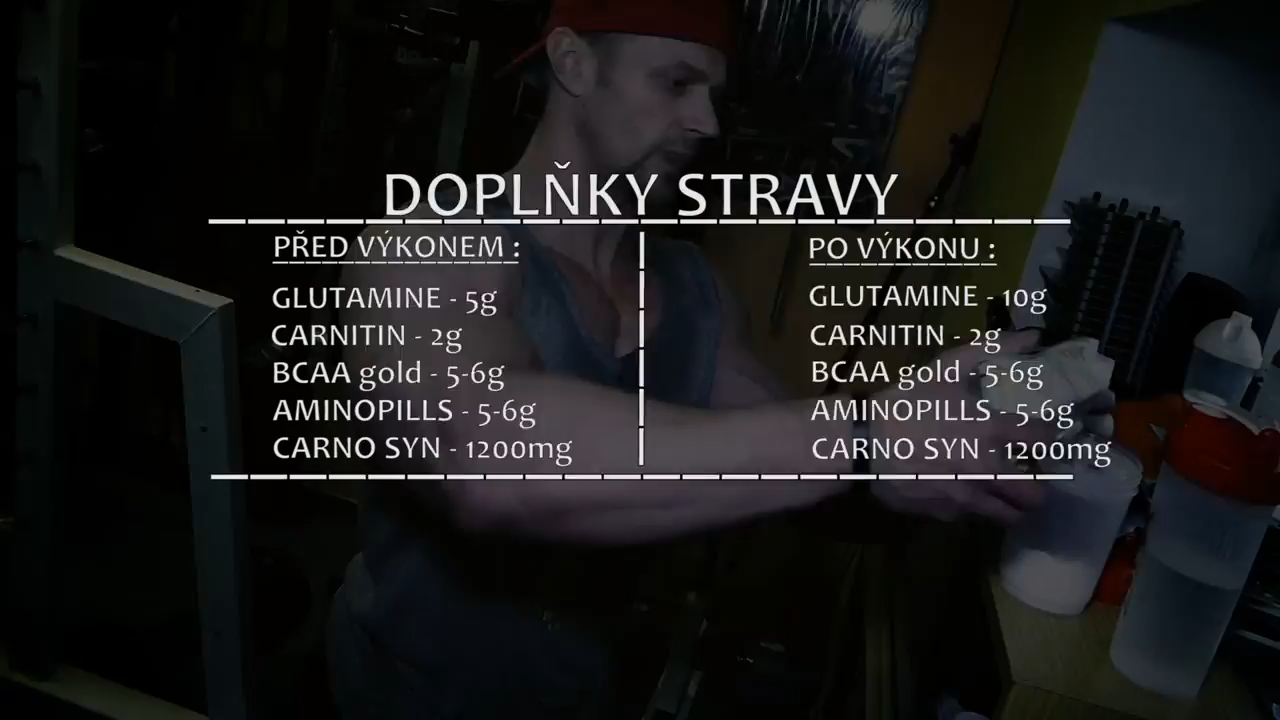 DOPLŇKY STRAVY
PŘED VÝKONEM :
GLUTAMINE - 5g
CARNITIN - 2g
BCAA gold - 5-6g
AMINOPILLS - 5-6g
CARNO SYN - 1200mg
PO VÝKONU :
GLUTAMINE - 10g
CARNITIN - 2g
BCAA gold - 5-6g
AMINOPILLS - 5-6g
CARNO SYN - 1200mg